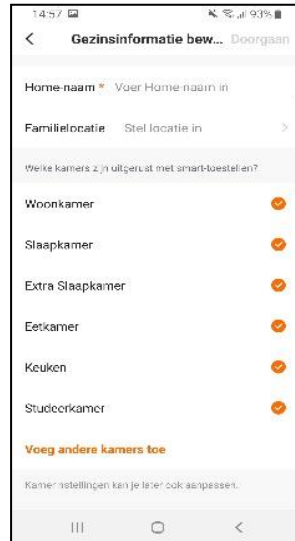 14:57 93%
Gezinsinformatie bew... Doorgaan
Home-naam * Voer Home-naam in
Familielocatie Stel locatie in
Welke kamers zijn uitgerust met smart-toestellen?
Woonkamer
Slaapkamer
Extra Slaapkamer
Eetkamer
Keuken
Studeerkamer
Voeg andere kamers toe
Kamerinstellingen kan je later ook aanpassen.